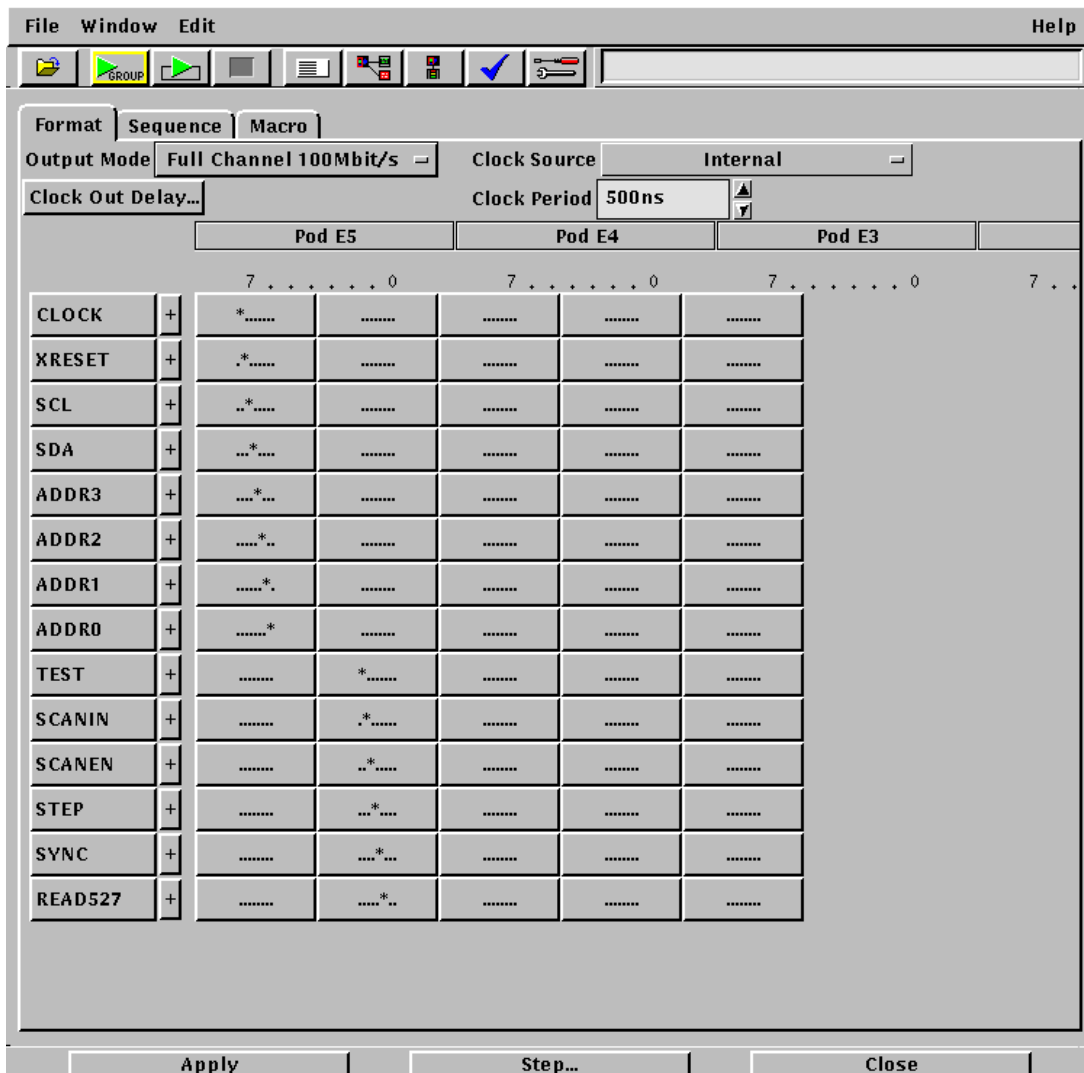 File Window Edit Help
GROUP
Format Sequence Macro
Output Mode Full Channel 100Mbit/s Clock Source Internal
Clock Out Delay... Clock Period 500ns
Pod E5 Pod E4 Pod E3
7 . . . . . . 0 7 . . . . . . 0 7 . . . . . . 0 7 . .
CLOCK + *....... ........ ........ ........ ........
XRESET + .*...... ........ ........ ........ ........
SCL + ..*..... ........ ........ ........ ........
SDA + ...*.... ........ ........ ........ ........
ADDR3 + ....*... ........ ........ ........ ........
ADDR2 + .....*.. ........ ........ ........ ........
ADDR1 + ......*. ........ ........ ........ ........
ADDR0 + .......* ........ ........ ........ ........
TEST + ........ *....... ........ ........ ........
SCANIN + ........ .*...... ........ ........ ........
SCANEN + ........ ..*..... ........ ........ ........
STEP + ........ ...*.... ........ ........ ........
SYNC + ........ ....*... ........ ........ ........
READ527 + ........ .....*.. ........ ........ ........
Apply Step... Close